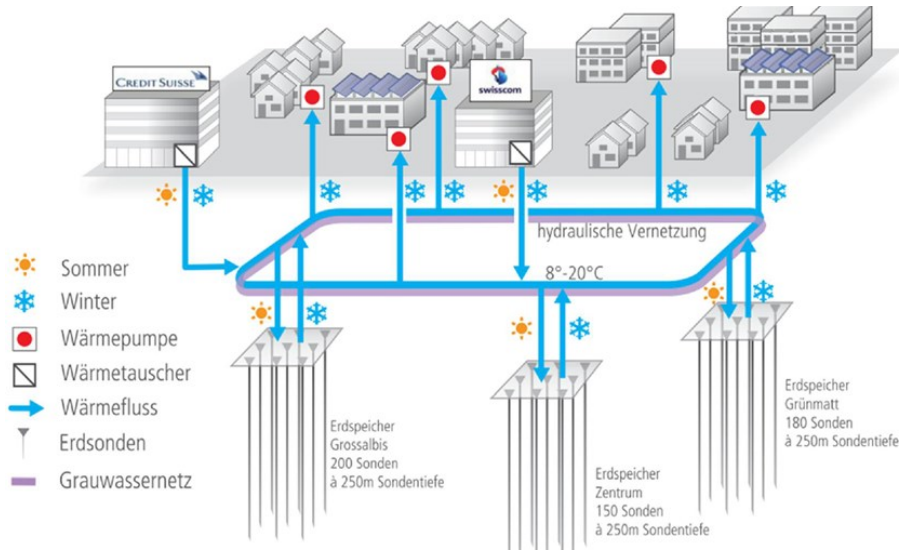 CREDIT SUISSE
swisscom
hydraulische Vernetzung
8°-20°C
Sommer
Winter
Wärmepumpe
Wärmetauscher
Wärmefluss
Erdsonden
Grauwassernetz
Erdspeicher
Grossalbis
200 Sonden
à 250m Sondentiefe
Erdspeicher
Zentrum
150 Sonden
à 250m Sondentiefe
Erdspeicher
Grünmatt
180 Sonden
à 250m Sondentiefe